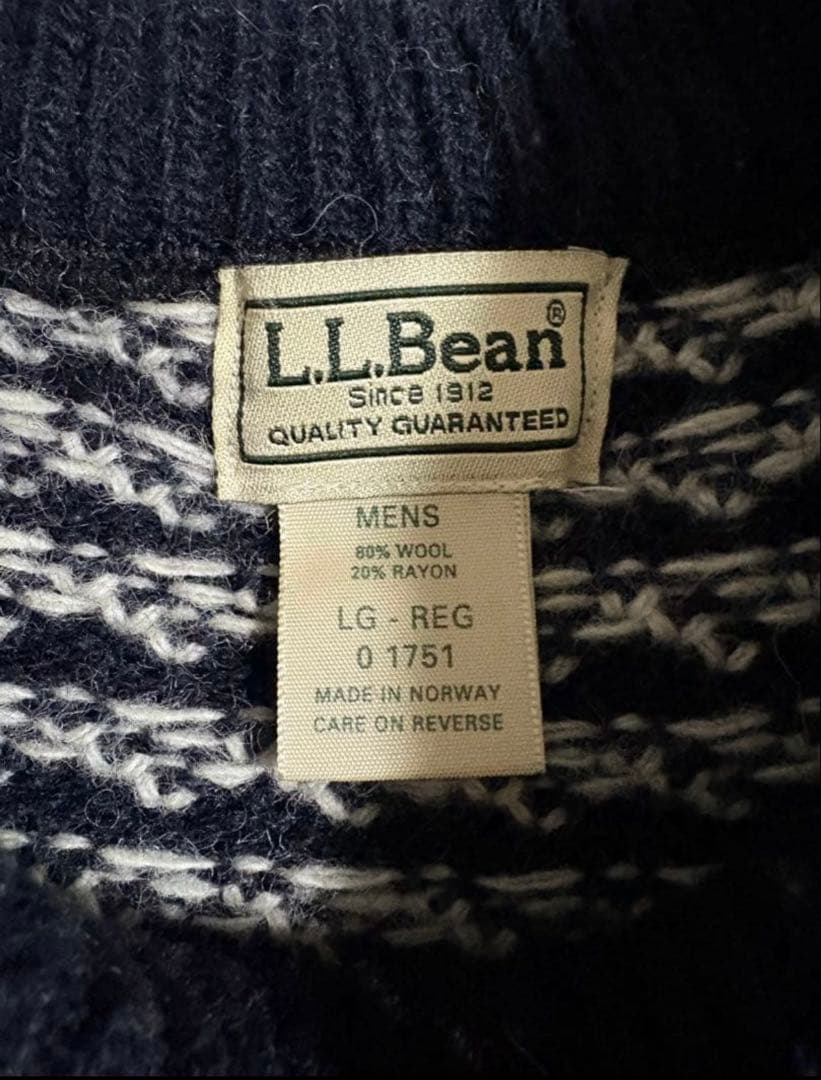 L.L.Bean®
Since 1912
QUALITY GUARANTEED
MENS
80% WOOL
20% RAYON
LG - REG
0 1751
MADE IN NORWAY
CARE ON REVERSE